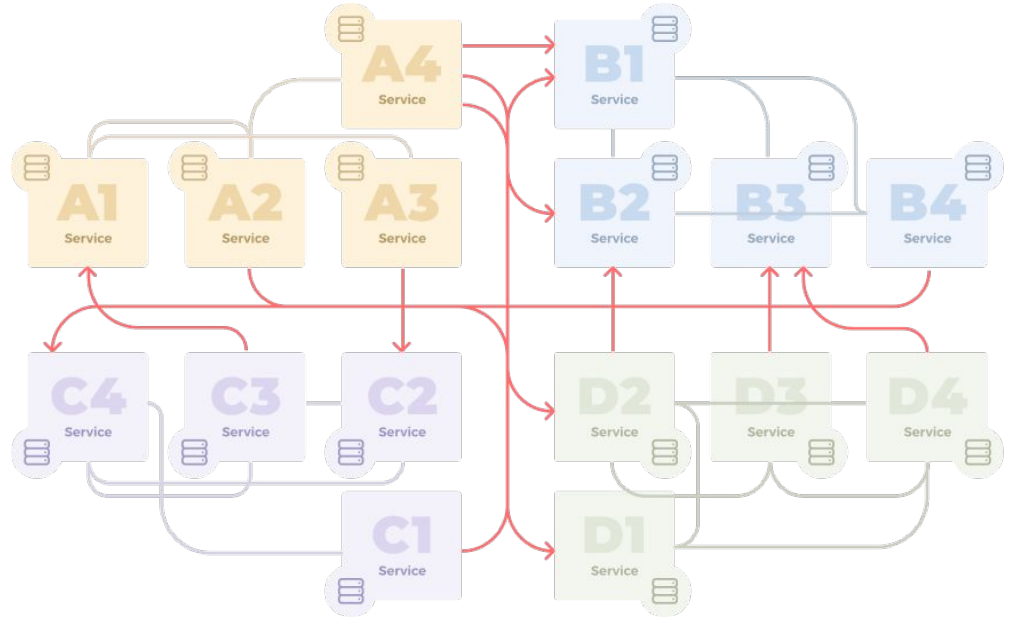 A4
Service
B1
Service
A1
Service
A2
Service
A3
Service
B2
Service
B3
Service
B4
Service
C4
Service
C3
Service
C2
Service
D2
Service
D3
Service
D4
Service
C1
Service
D1
Service